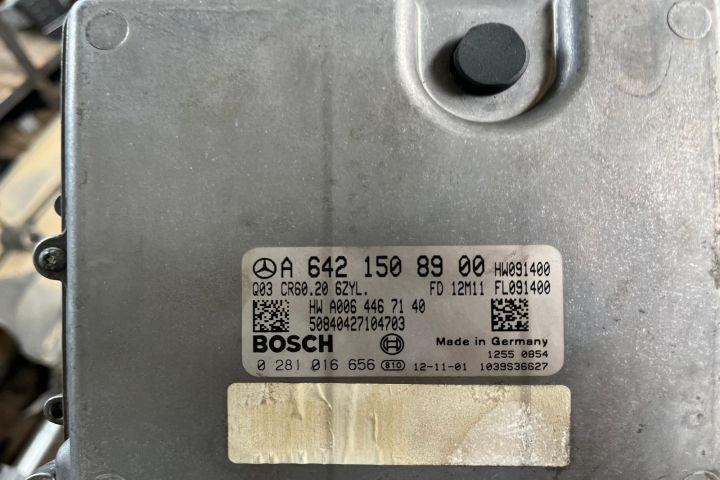 A 642 150 89 00 HW091400
Q03 CR60.20 6ZYL. FD 12M11 FL091400
HW A006 446 71 40
50840427104703
BOSCH Made in Germany
1255 0854
0 281 016 656 810 12-11-01 1039S36627